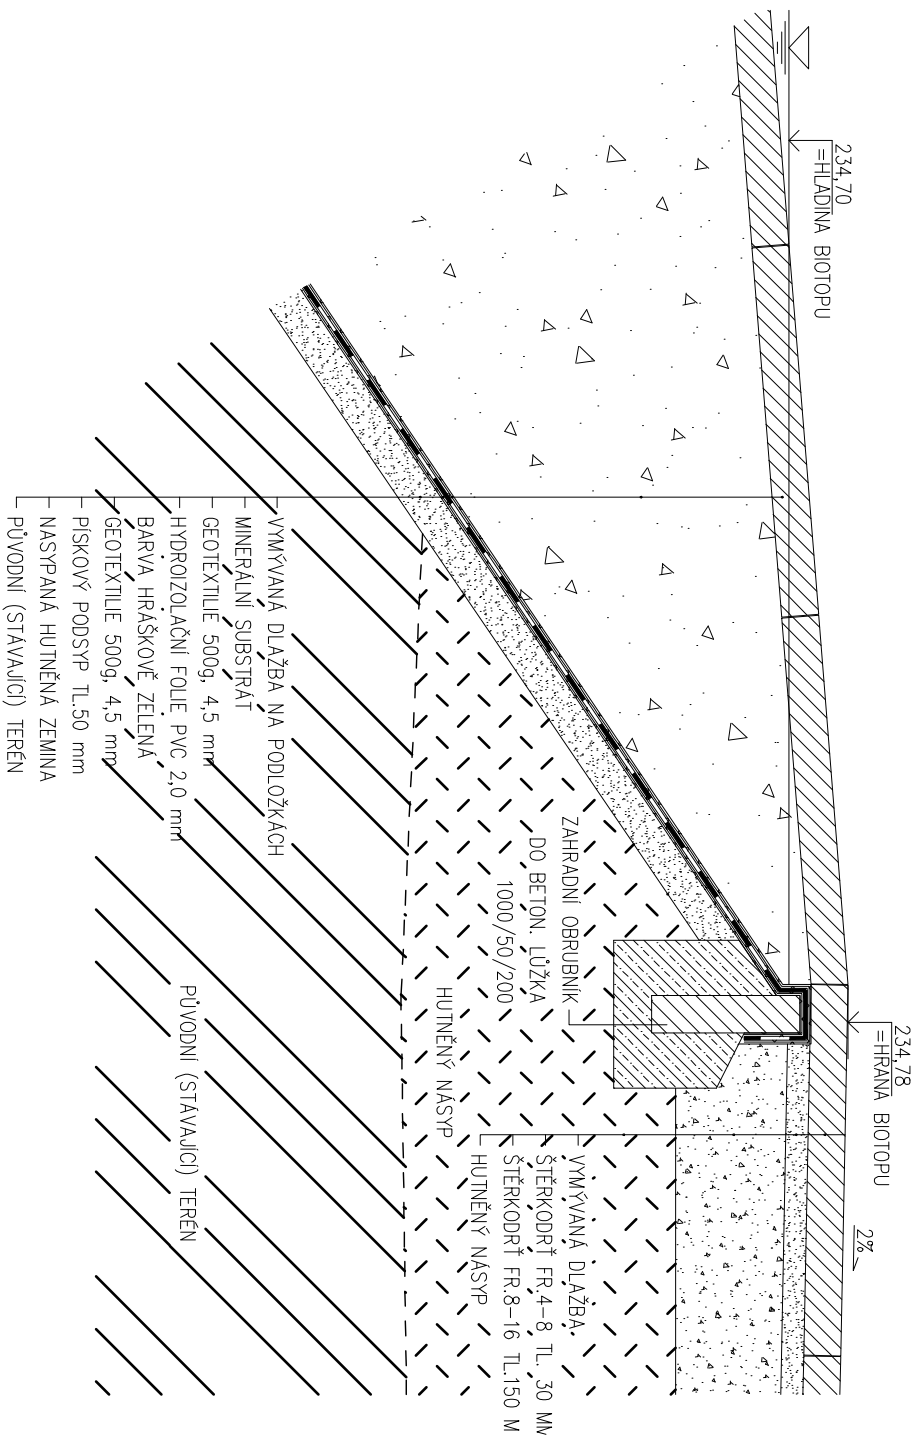 234,70
=HLADINA BIOTOPU
234,78
=HRANA BIOTOPU
2%
VYMÝVANÁ DLAŽBA NA PODLOŽKÁCH
MINERÁLNÍ SUBSTRÁT
GEOTEXTILIE 500g, 4,5 mm
HYDROIZOLAČNÍ FOLIE PVC 2,0 mm
BARVA HRÁŠKOVĚ ZELENÁ
GEOTEXTILIE 500g, 4,5 mm
PÍSKOVÝ PODSYP TL.50 mm
NASYPANÁ HUTNĚNÁ ZEMINA
PŮVODNÍ (STÁVAJÍCÍ) TERÉN
ZAHRADNÍ OBRUBNÍK
DO BETON. LŮŽKA
1000/50/200
HUTNĚNÝ NÁSYP
VYMÝVANÁ DLAŽBA
ŠTĚRKODRŤ FR.4-8 TL. 30 MM
ŠTĚRKODRŤ FR.8-16 TL.150 M
HUTNĚNÝ NÁSYP
PŮVODNÍ (STÁVAJÍCÍ) TERÉN